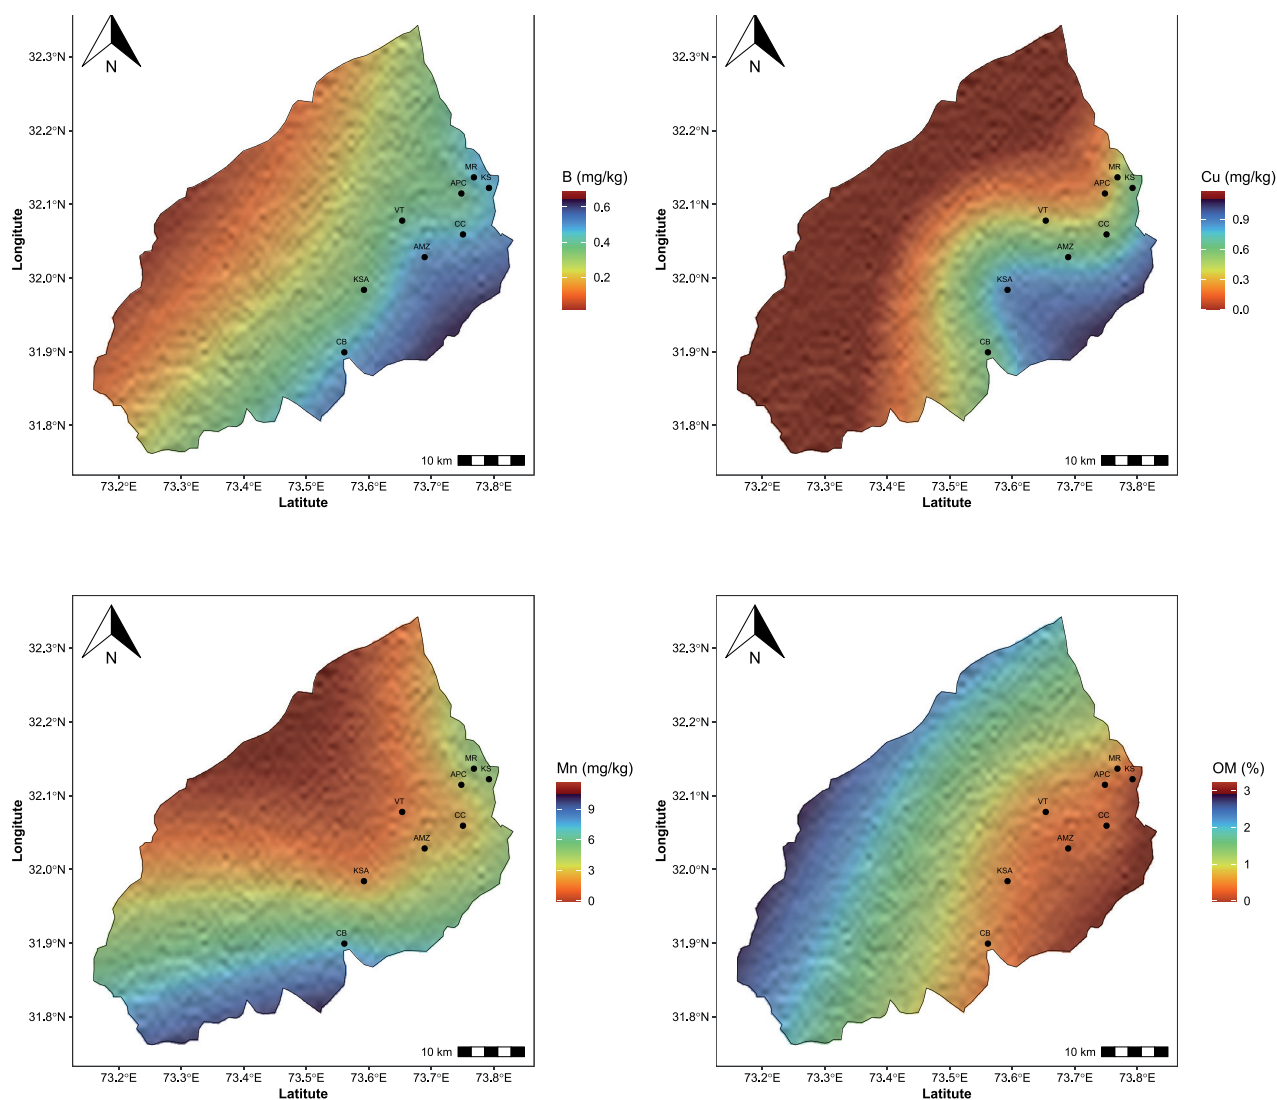 N
32.3°N
32.2°N
32.1°N
32.0°N
31.9°N
31.8°N
Longitute
MR
KS
APC
VT
CC
AMZ
KSA
CB
10 km
73.2°E 73.3°E 73.4°E 73.5°E 73.6°E 73.7°E 73.8°E
Latitute
B (mg/kg)
0.6
0.4
0.2
N
32.3°N
32.2°N
32.1°N
32.0°N
31.9°N
31.8°N
Longitute
MR
KS
APC
VT
CC
AMZ
KSA
CB
10 km
73.2°E 73.3°E 73.4°E 73.5°E 73.6°E 73.7°E 73.8°E
Latitute
Cu (mg/kg)
0.9
0.6
0.3
0.0
N
32.3°N
32.2°N
32.1°N
32.0°N
31.9°N
31.8°N
Longitute
MR
KS
APC
VT
CC
AMZ
KSA
CB
10 km
73.2°E 73.3°E 73.4°E 73.5°E 73.6°E 73.7°E 73.8°E
Latitute
Mn (mg/kg)
9
6
3
0
N
32.3°N
32.2°N
32.1°N
32.0°N
31.9°N
31.8°N
Longitute
MR
KS
APC
VT
CC
AMZ
KSA
CB
10 km
73.2°E 73.3°E 73.4°E 73.5°E 73.6°E 73.7°E 73.8°E
Latitute
OM (%)
3
2
1
0